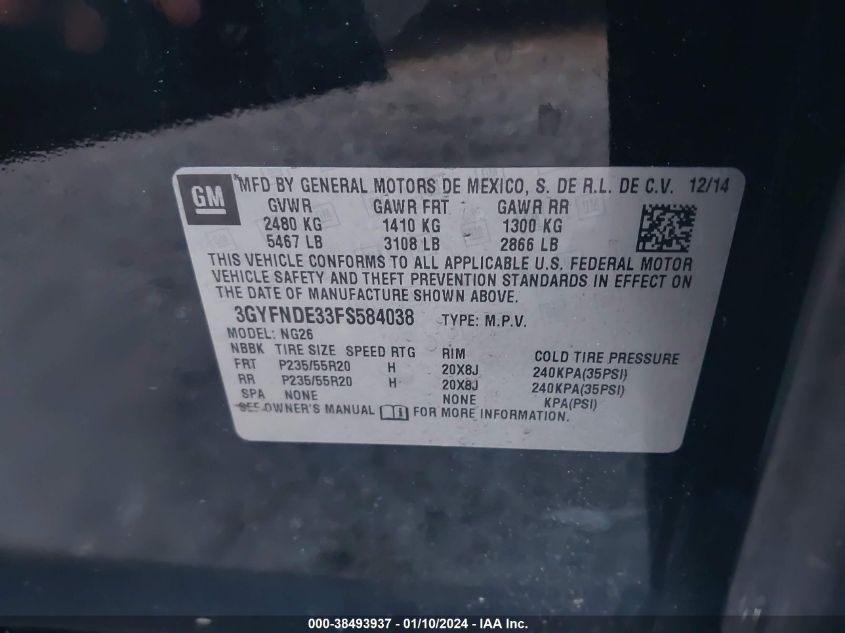 GM
MFD BY GENERAL MOTORS DE MEXICO, S. DE R.L. DE C.V. 12/14
GVWR GAWR FRT GAWR RR
2480 KG 1410 KG 1300 KG
5467 LB 3108 LB 2866 LB
THIS VEHICLE CONFORMS TO ALL APPLICABLE U.S. FEDERAL MOTOR
VEHICLE SAFETY AND THEFT PREVENTION STANDARDS IN EFFECT ON
THE DATE OF MANUFACTURE SHOWN ABOVE.
3GYFNDE33FS584038 TYPE: M.P.V.
MODEL: NG26
NBBK TIRE SIZE SPEED RTG RIM COLD TIRE PRESSURE
FRT P235/55R20 H 20X8J 240KPA(35PSI)
RR P235/55R20 H 20X8J 240KPA(35PSI)
SPA NONE NONE KPA(PSI)
SEE OWNER'S MANUAL FOR MORE INFORMATION.
000-38493937 - 01/10/2024 - IAA Inc.